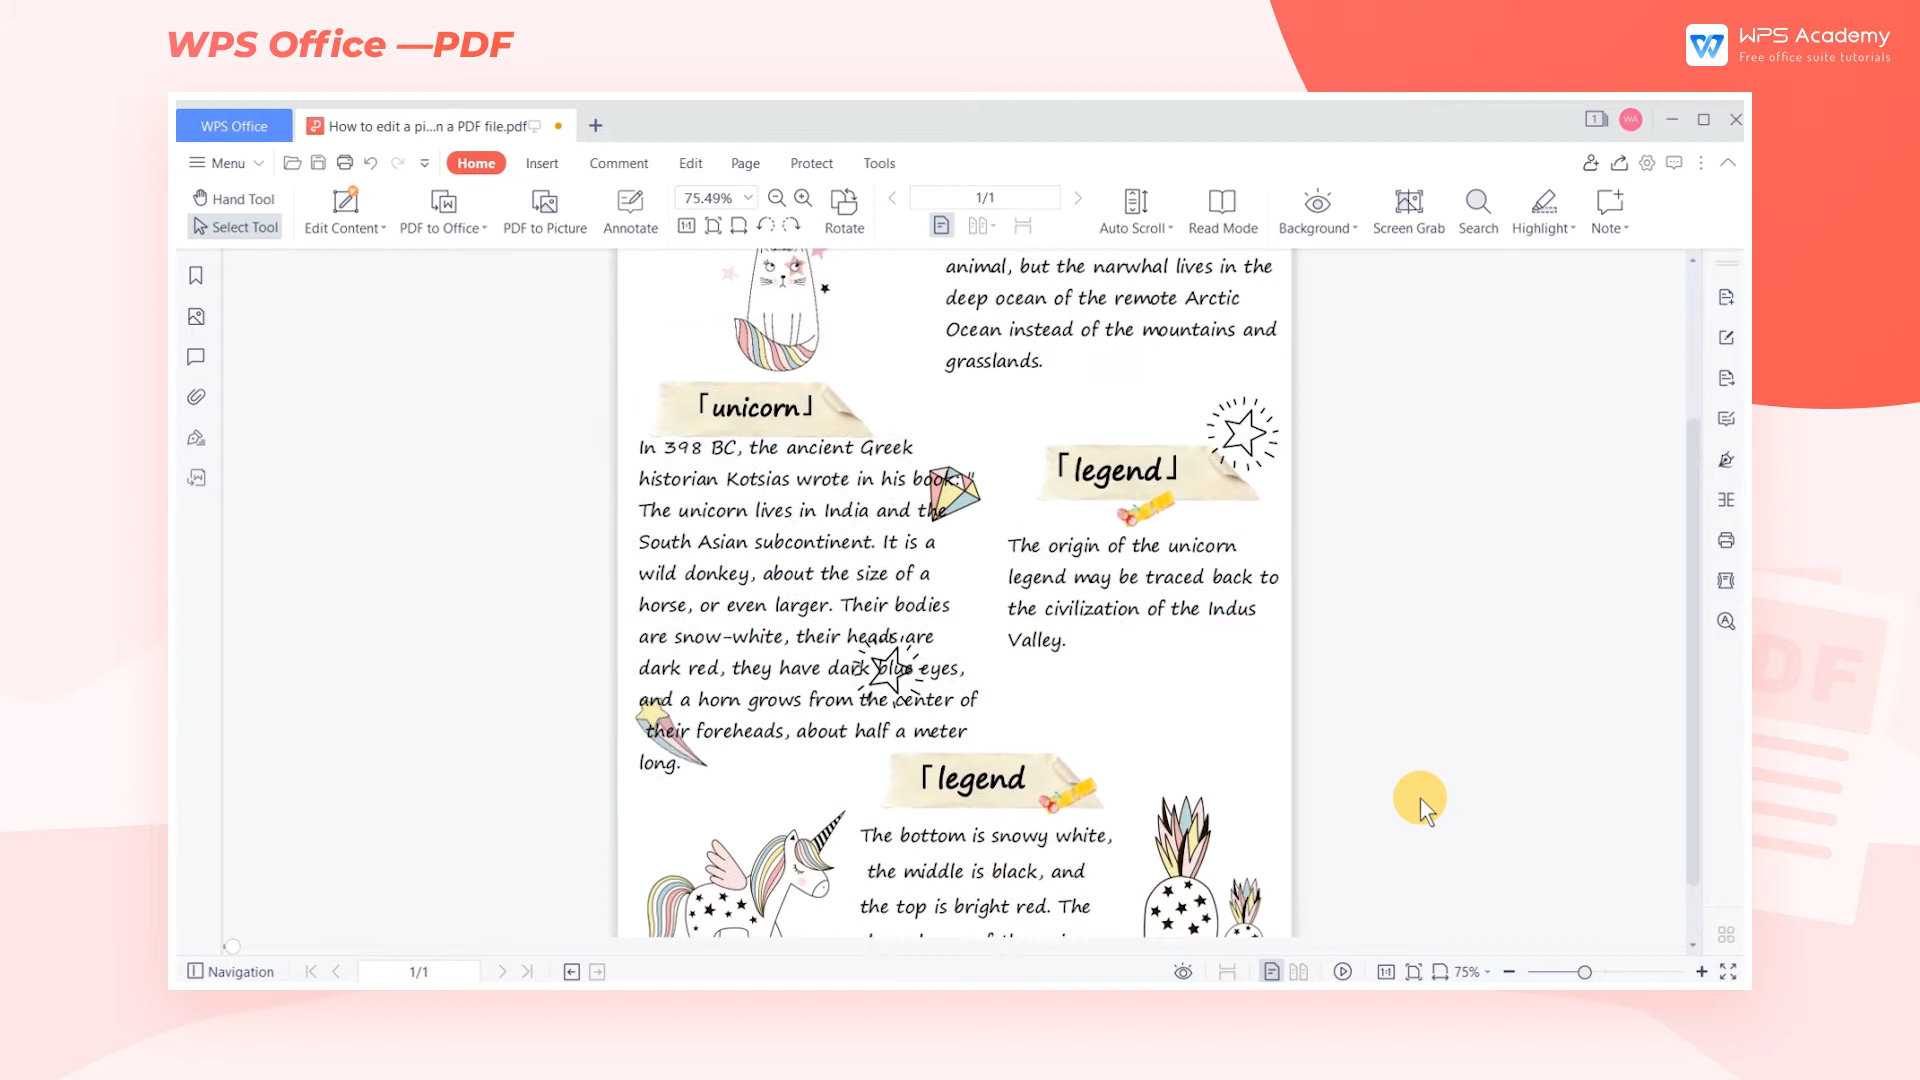 WPS Office —PDF
WPS Academy
Free office suite tutorials
WPS Office
How to edit a pi...n a PDF file.pdf
1
WA
Menu
Home
Insert
Comment
Edit
Page
Protect
Tools
Hand Tool
Select Tool
Edit Content
PDF to Office
PDF to Picture
Annotate
75.49%
Rotate
1/1
Auto Scroll
Read Mode
Background
Screen Grab
Search
Highlight
Note
animal, but the narwhal lives in the
deep ocean of the remote Arctic
Ocean instead of the mountains and
grasslands.
「unicorn」
In 398 BC, the ancient Greek
historian Kotsias wrote in his book: "
The unicorn lives in India and the
South Asian subcontinent. It is a
wild donkey, about the size of a
horse, or even larger. Their bodies
are snow-white, their heads are
dark red, they have dark blue eyes,
and a horn grows from the center of
their foreheads, about half a meter
long.
「legend」
The origin of the unicorn
legend may be traced back to
the civilization of the Indus
Valley.
「legend
The bottom is snowy white,
the middle is black, and
the top is bright red. The
Navigation
1/1
75%
PDF